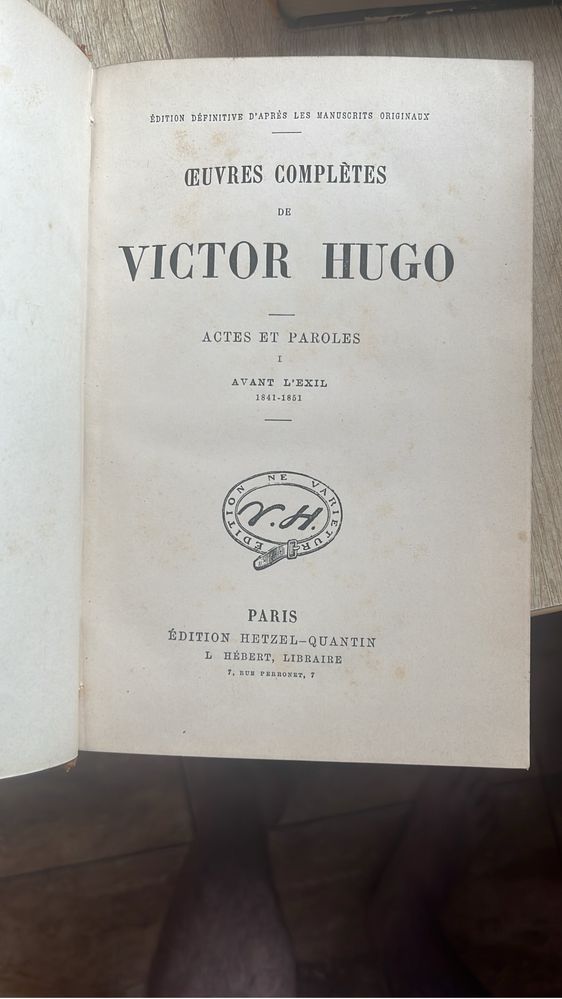 ÉDITION DÉFINITIVE D'APRÈS LES MANUSCRITS ORIGINAUX
ŒUVRES COMPLÈTES
DE
VICTOR HUGO
ACTES ET PAROLES
I
AVANT L'EXIL
1841-1851
ÉDITION NE VARIETUR
V.H.
PARIS
ÉDITION HETZEL–QUANTIN
L HÉBERT, LIBRAIRE
7, RUE PERRONET, 7